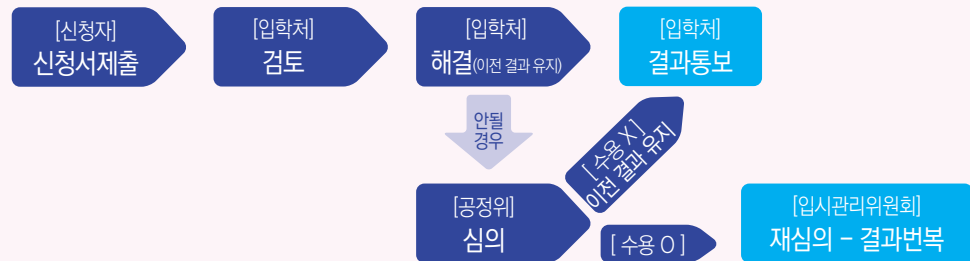 [신청자]
신청서제출
[입학처]
검토
[입학처]
해결(이전 결과 유지)
[입학처]
결과통보
안될
경우
[ 수용 X ]
이전 결과 유지
[공정위]
심의
[ 수용 O ]
[입시관리위원회]
재심의 - 결과번복